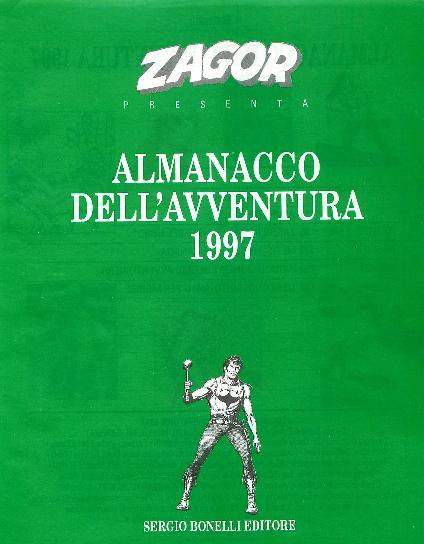 ZAGOR
PRESENTA
ALMANACCO
DELL'AVVENTURA
1997
SERGIO BONELLI EDITORE